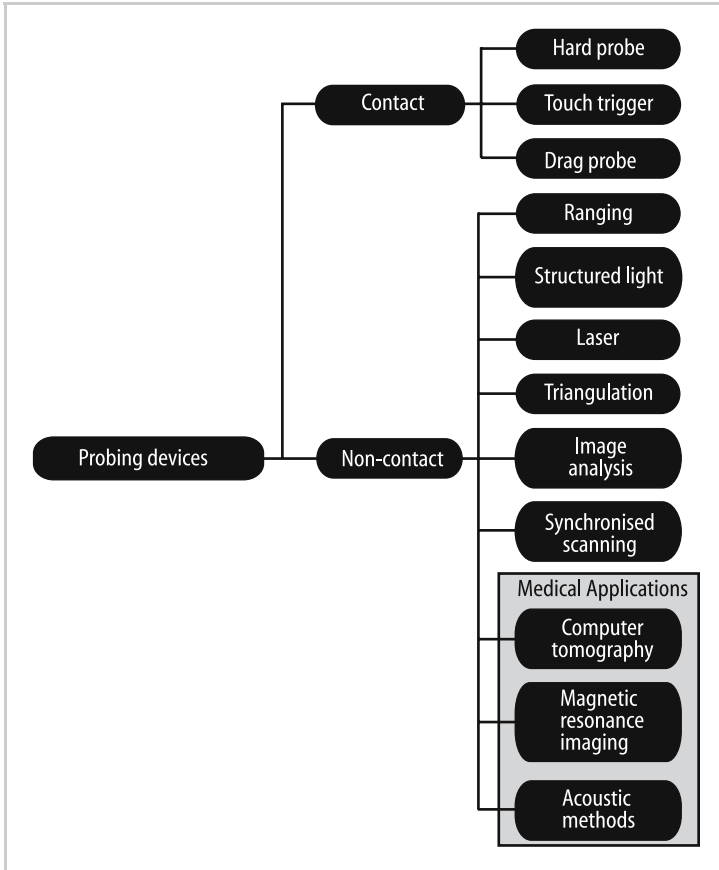 Hard probe
Contact
Touch trigger
Drag probe
Ranging
Structured light
Laser
Triangulation
Probing devices
Non-contact
Image
analysis
Synchronised
scanning
Medical Applications
Computer
tomography
Magnetic
resonance
imaging
Acoustic
methods